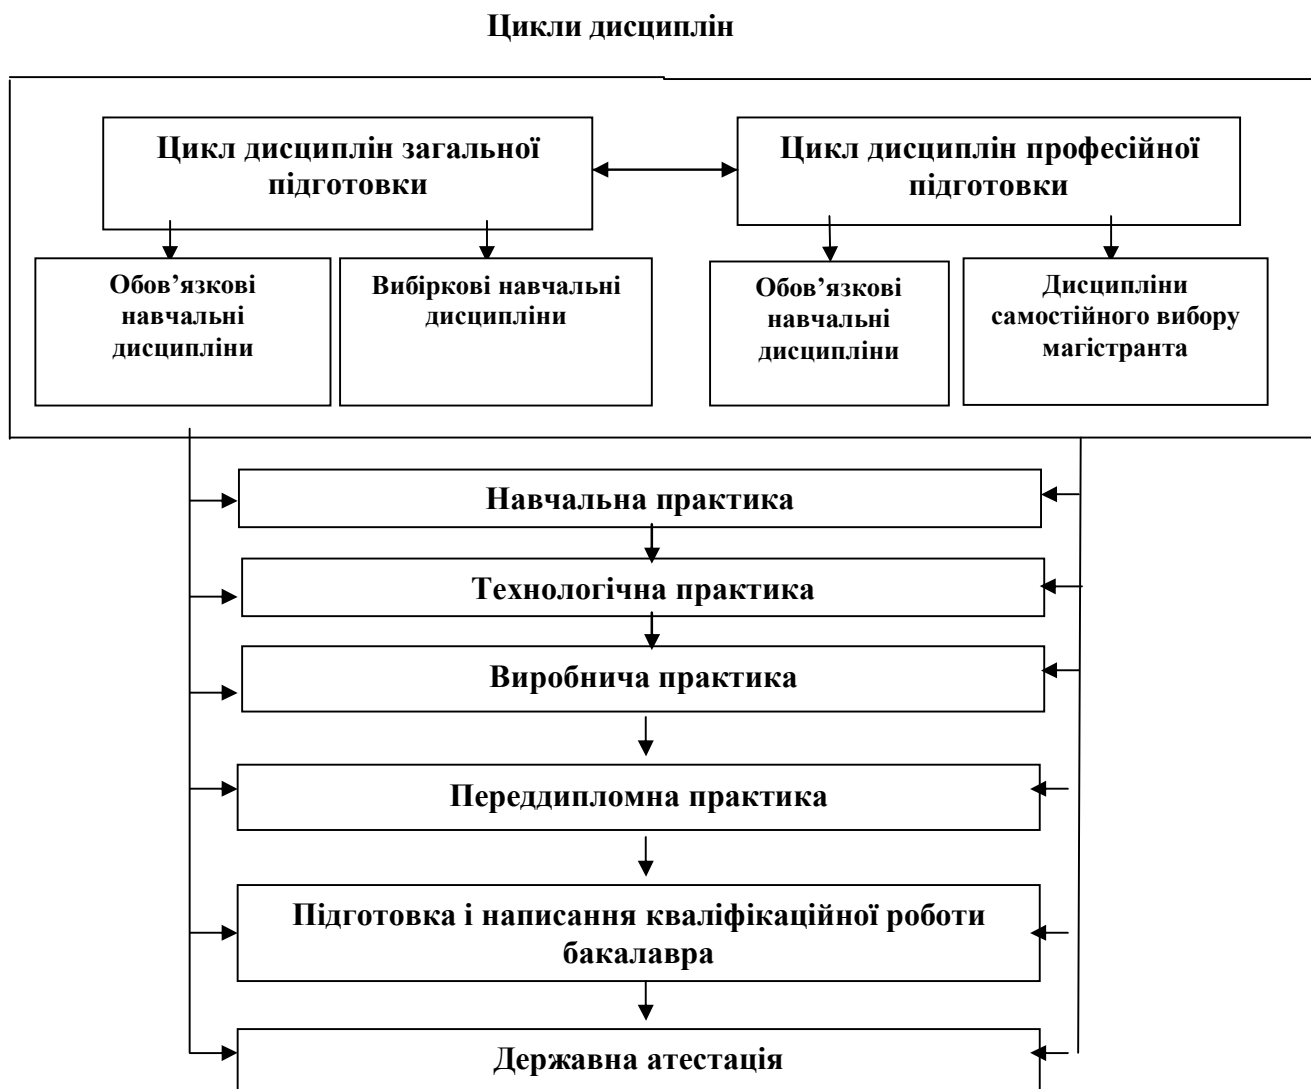 Цикли дисциплін
Цикл дисциплін загальної
підготовки
Цикл дисциплін професійної
підготовки
Обов’язкові
навчальні
дисципліни
Вибіркові навчальні
дисципліни
Обов’язкові
навчальні
дисципліни
Дисципліни
самостійного вибору
магістранта
Навчальна практика
Технологічна практика
Виробнича практика
Переддипломна практика
Підготовка і написання кваліфікаційної роботи
бакалавра
Державна атестація